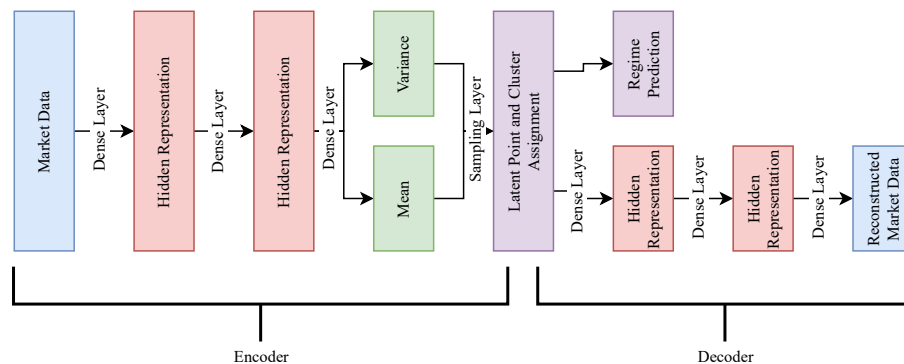 Market Data
Dense Layer
Hidden Representation
Dense Layer
Hidden Representation
Dense Layer
Variance
Mean
Sampling Layer
Latent Point and Cluster
Assignment
Regime
Prediction
Dense Layer
Hidden
Representation
Dense Layer
Hidden
Representation
Dense Layer
Reconstructed
Market Data
Encoder
Decoder